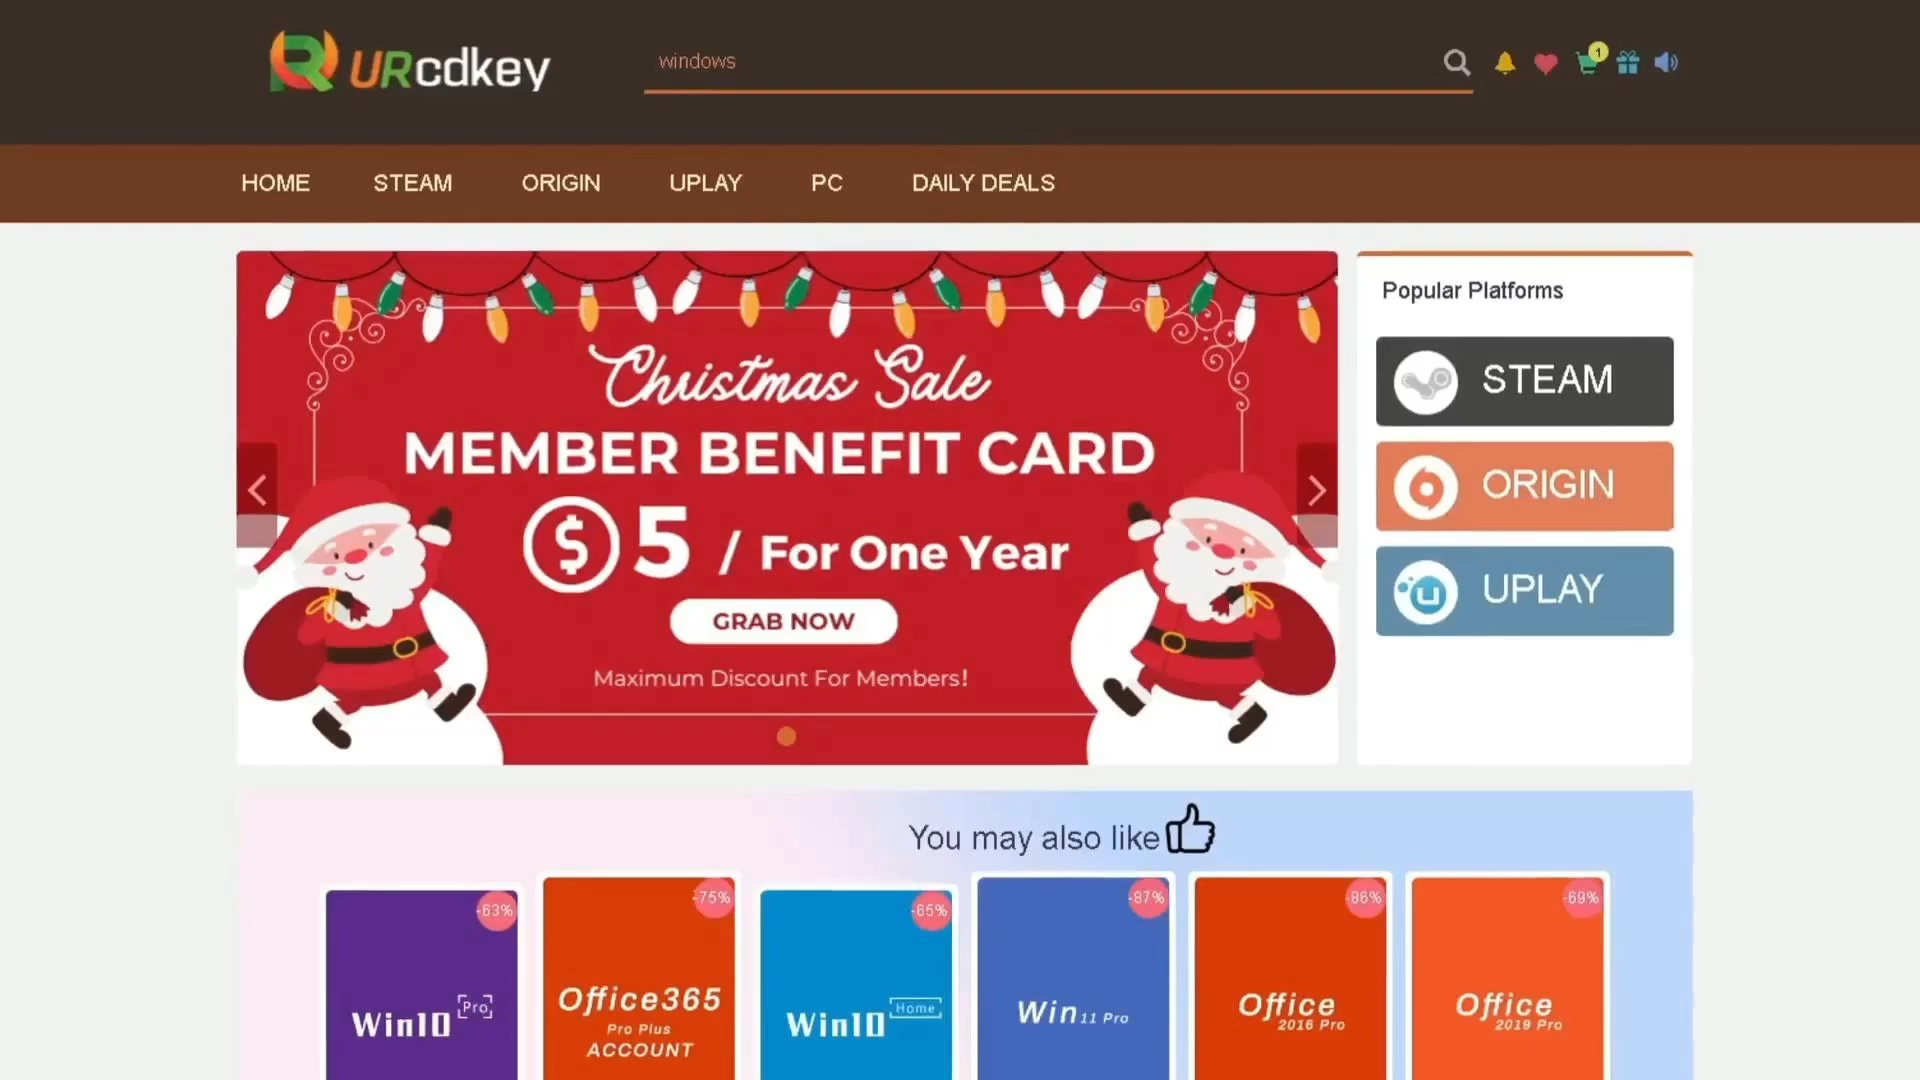 URcdkey
windows
1
HOME STEAM ORIGIN UPLAY PC DAILY DEALS
Christmas Sale
MEMBER BENEFIT CARD
$ 5 / For One Year
GRAB NOW
Maximum Discount For Members!
Popular Platforms
STEAM
ORIGIN
UPLAY
You may also like
-63%
Win10 Pro
-75%
Office365
Pro Plus
ACCOUNT
-65%
Win10 Home
-87%
Win 11 Pro
-86%
Office
2016 Pro
-69%
Office
2019 Pro